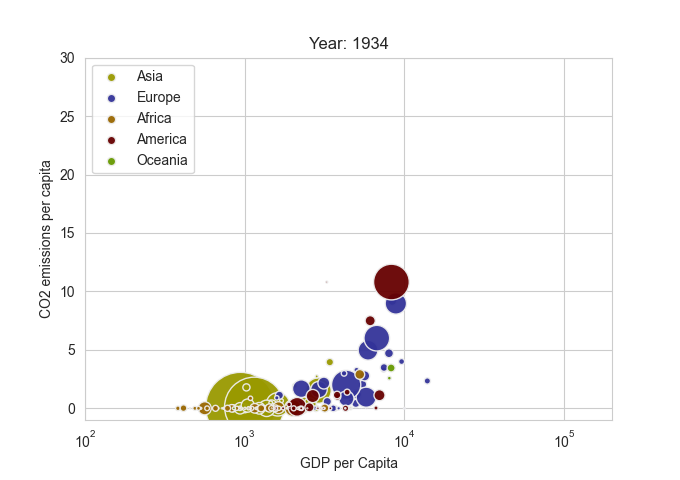 Year: 1934
30
25
20
15
10
5
0
CO2 emissions per capita
Asia
Europe
Africa
America
Oceania
10²
10³
10⁴
10⁵
GDP per Capita